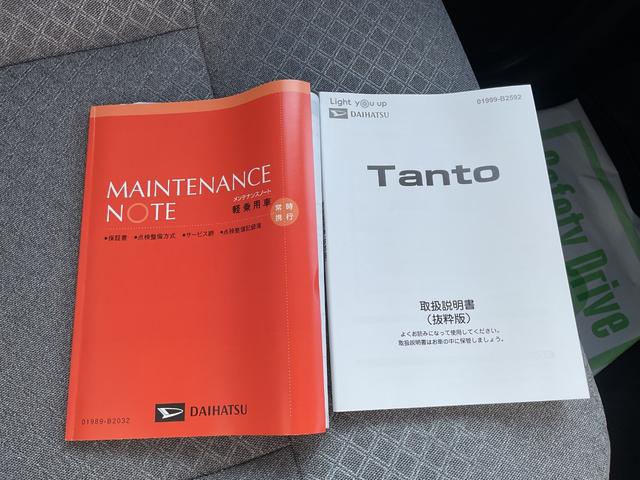 MAINTENANCE
NOTE
メンテナンスノート
軽乗用車
常時
携行
●保証書 ●点検整備方式 ●サービス網 ●点検整備記録簿
DAIHATSU
01989-B2032
Light you up
DAIHATSU
01999-B2592
Tanto
取扱説明書
（抜粋版）
よくお読みになって使用してください。
取扱説明書はお車の中に保管しましょう。
Safety Drive